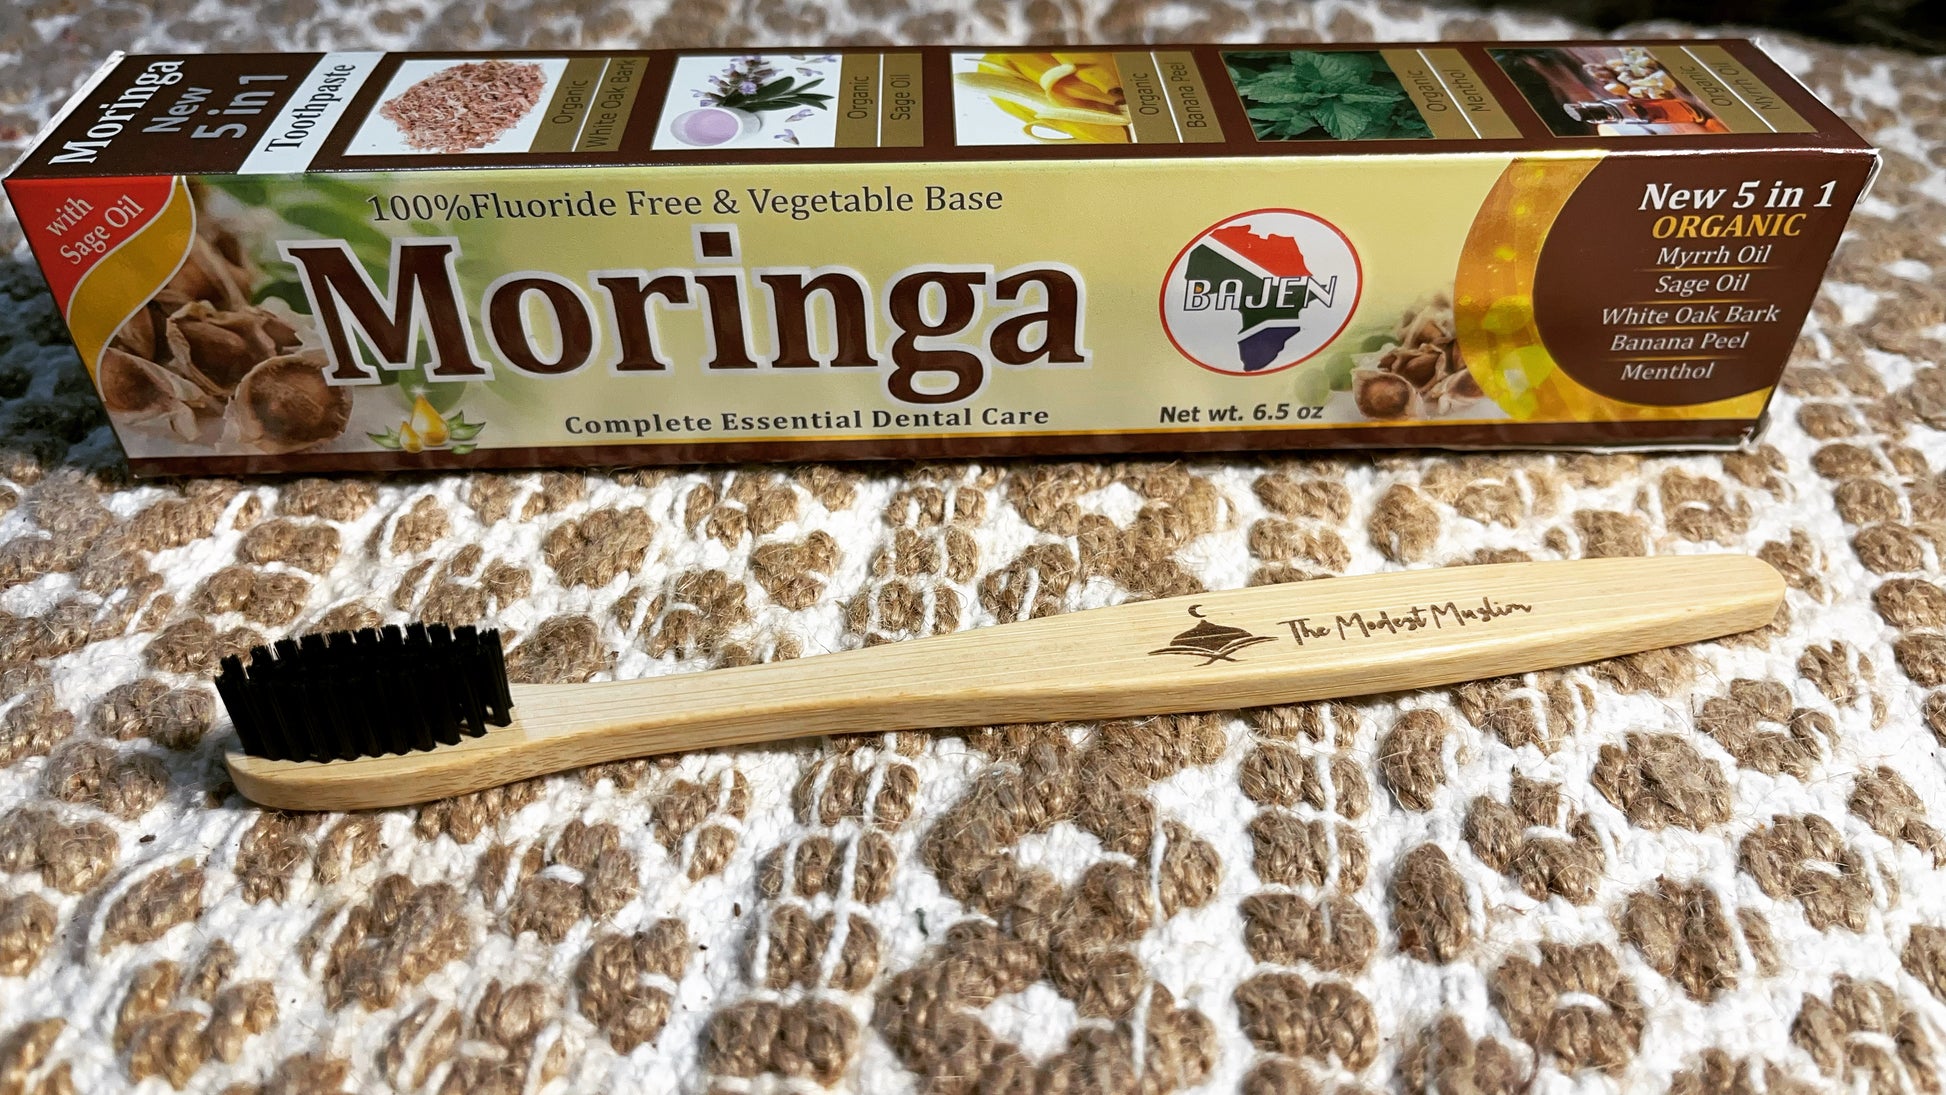 Moringa
New
5 in 1
Toothpaste
Organic
White Oak Bark
Organic
Sage Oil
Organic
Banana Peel
Organic
Menthol
Organic
Myrrh Oil
with
Sage Oil
100%Fluoride Free & Vegetable Base
Moringa
Complete Essential Dental Care
BAJEN
Net wt. 6.5 oz
New 5 in 1
ORGANIC
Myrrh Oil
Sage Oil
White Oak Bark
Banana Peel
Menthol
The Modest Muslim